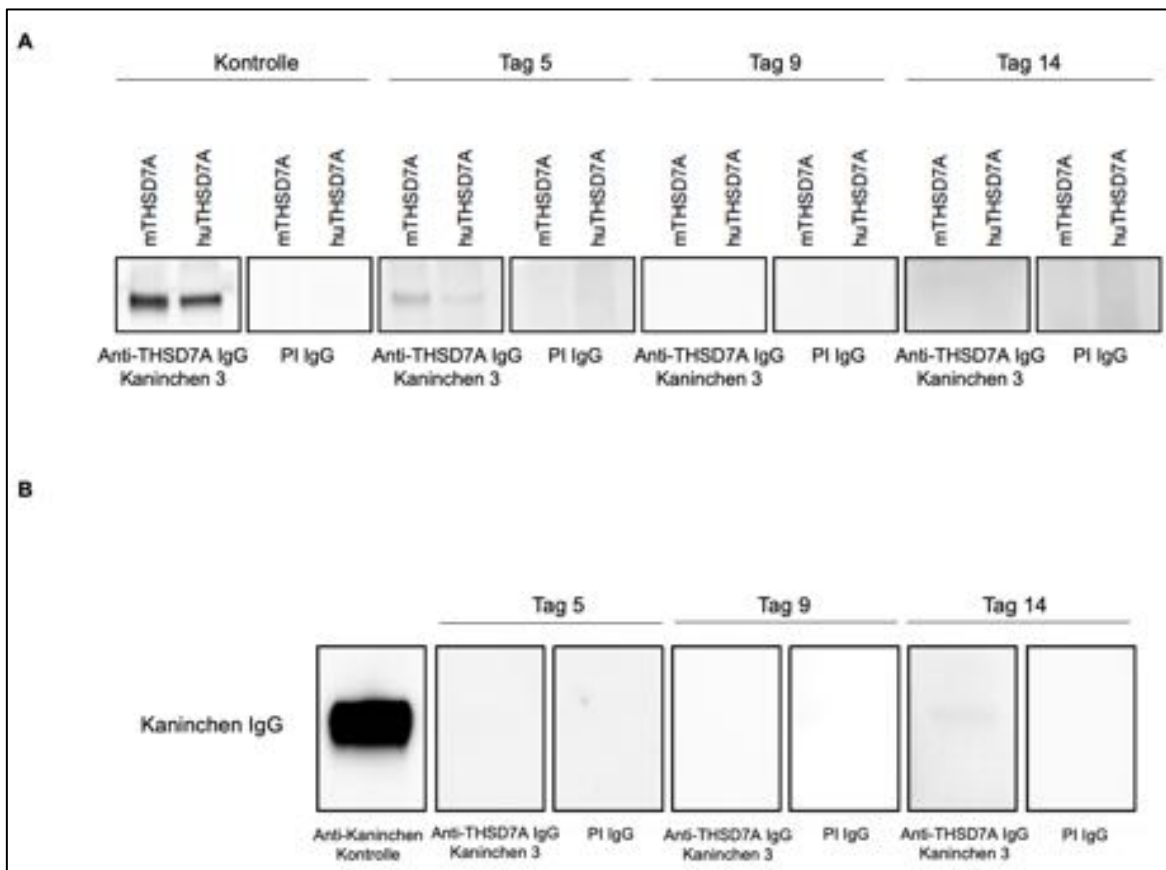 A
Kontrolle Tag 5 Tag 9 Tag 14
mTHSD7A huTHSD7A mTHSD7A huTHSD7A mTHSD7A huTHSD7A mTHSD7A huTHSD7A mTHSD7A huTHSD7A mTHSD7A huTHSD7A mTHSD7A huTHSD7A mTHSD7A huTHSD7A
Anti-THSD7A IgG PI IgG Anti-THSD7A IgG PI IgG Anti-THSD7A IgG PI IgG Anti-THSD7A IgG PI IgG
Kaninchen 3 Kaninchen 3 Kaninchen 3 Kaninchen 3
B
Tag 5 Tag 9 Tag 14
Kaninchen IgG
Anti-Kaninchen Anti-THSD7A IgG PI IgG Anti-THSD7A IgG PI IgG Anti-THSD7A IgG PI IgG
Kontrolle Kaninchen 3 Kaninchen 3 Kaninchen 3